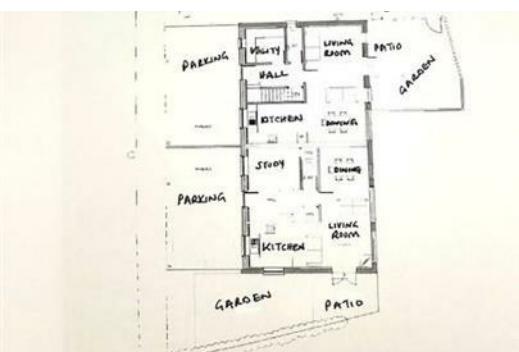 UTILITY
LIVING
ROOM
PATIO
PARKING
HALL
GARDEN
KITCHEN
DINING
STUDY
DINING
PARKING
LIVING
ROOM
KITCHEN
GARDEN
PATIO